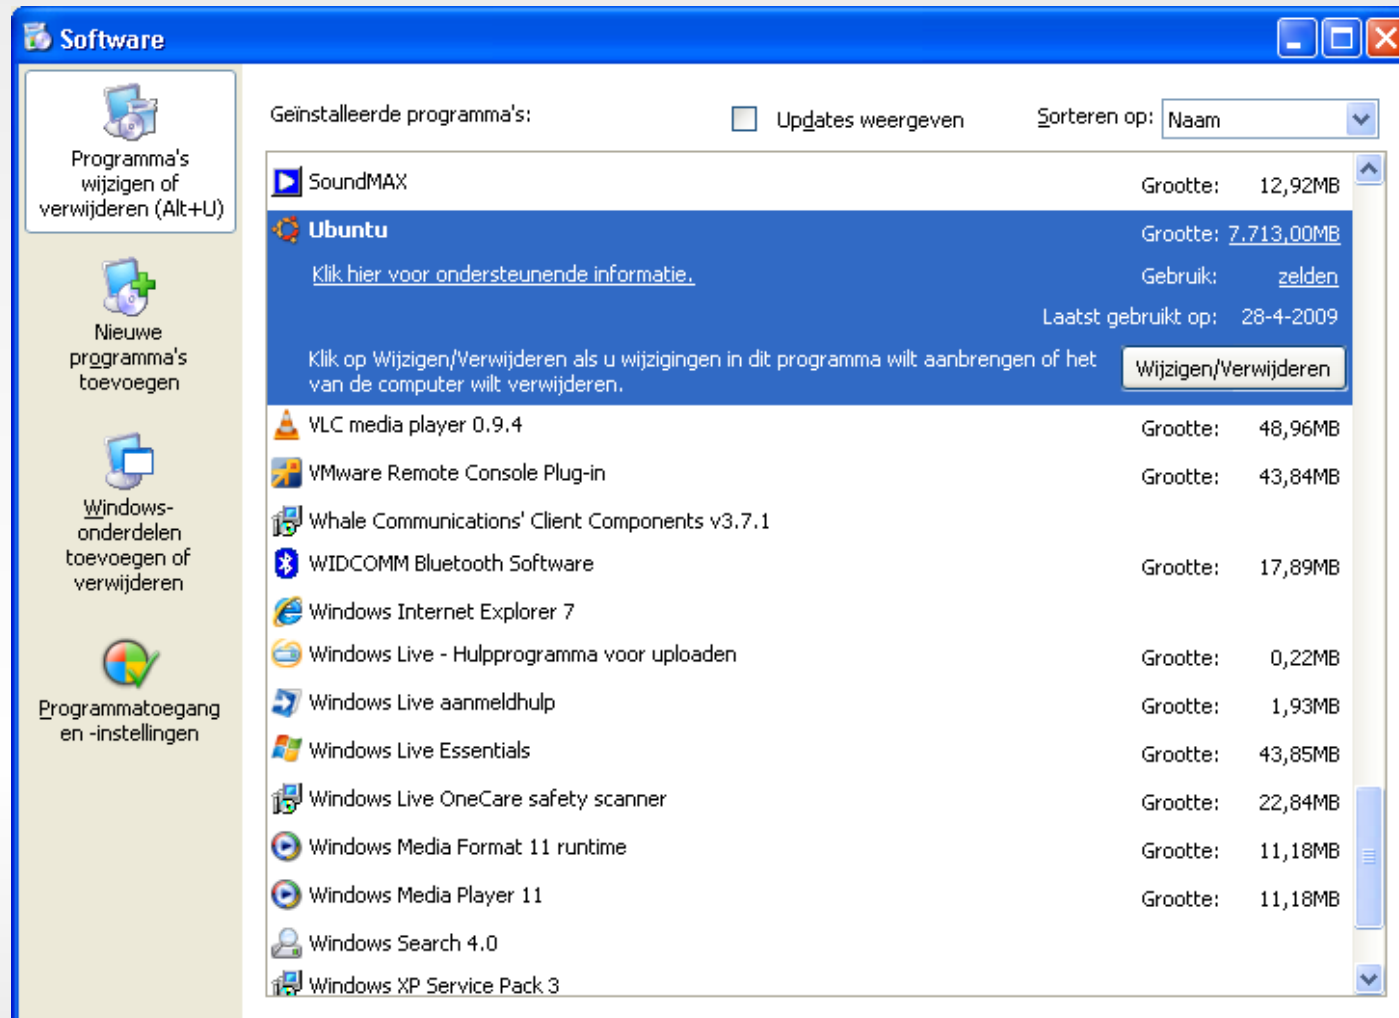 Software
Programma's
wijzigen of
verwijderen (Alt+U)
Nieuwe
programma's
toevoegen
Windows-
onderdelen
toevoegen of
verwijderen
Programmatoegang
en -instellingen
Geïnstalleerde programma's:
Updates weergeven
Sorteren op: Naam
SoundMAX Grootte: 12,92MB
Ubuntu Grootte: 7.713,00MB
Klik hier voor ondersteunende informatie. Gebruik: zelden
Laatst gebruikt op: 28-4-2009
Klik op Wijzigen/Verwijderen als u wijzigingen in dit programma wilt aanbrengen of het
van de computer wilt verwijderen.
Wijzigen/Verwijderen
VLC media player 0.9.4 Grootte: 48,96MB
VMware Remote Console Plug-in Grootte: 43,84MB
Whale Communications' Client Components v3.7.1
WIDCOMM Bluetooth Software Grootte: 17,89MB
Windows Internet Explorer 7
Windows Live - Hulpprogramma voor uploaden Grootte: 0,22MB
Windows Live aanmeldhulp Grootte: 1,93MB
Windows Live Essentials Grootte: 43,85MB
Windows Live OneCare safety scanner Grootte: 22,84MB
Windows Media Format 11 runtime Grootte: 11,18MB
Windows Media Player 11 Grootte: 11,18MB
Windows Search 4.0
Windows XP Service Pack 3